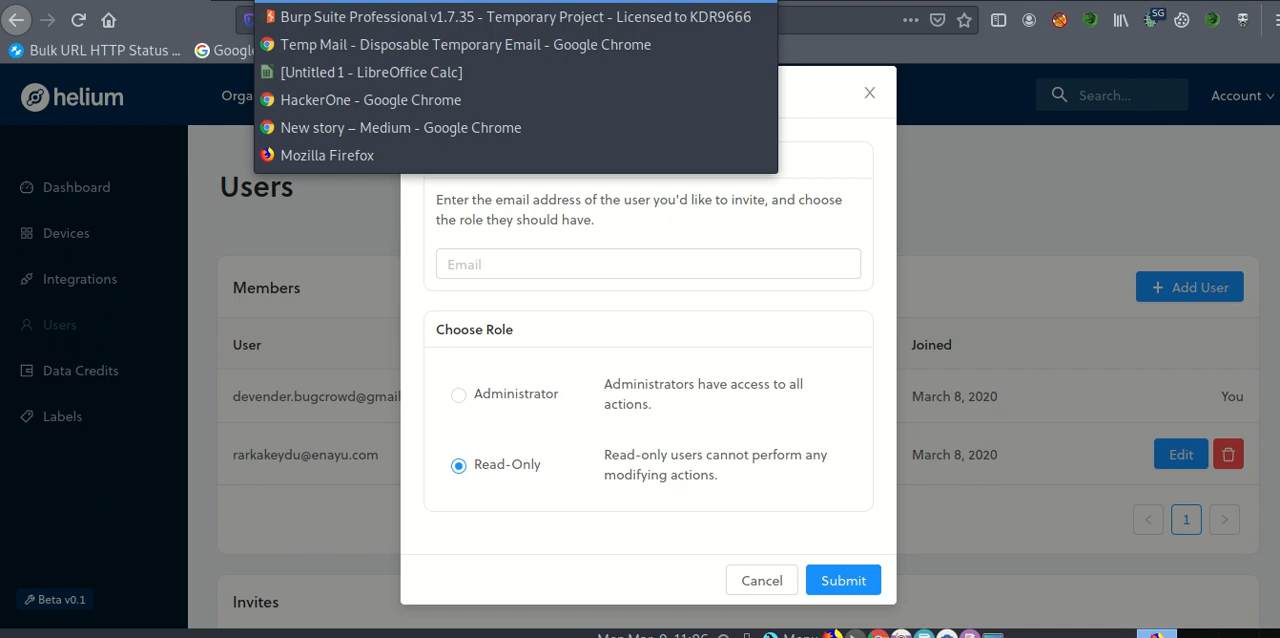 Burp Suite Professional v1.7.35 - Temporary Project - Licensed to KDR9666
Temp Mail - Disposable Temporary Email - Google Chrome
[Untitled 1 - LibreOffice Calc]
HackerOne - Google Chrome
New story – Medium - Google Chrome
Mozilla Firefox
SG
Bulk URL HTTP Status ...
Google
helium
Orga
Search...
Account
Dashboard
Devices
Integrations
Users
Data Credits
Labels
Beta v0.1
Users
Members
Add User
User
Joined
devender.bugcrowd@gmail
March 8, 2020
You
rarkakeydu@enayu.com
March 8, 2020
Edit
1
Invites
Enter the email address of the user you'd like to invite, and choose
the role they should have.
Email
Choose Role
Administrator
Administrators have access to all
actions.
Read-Only
Read-only users cannot perform any
modifying actions.
Cancel
Submit